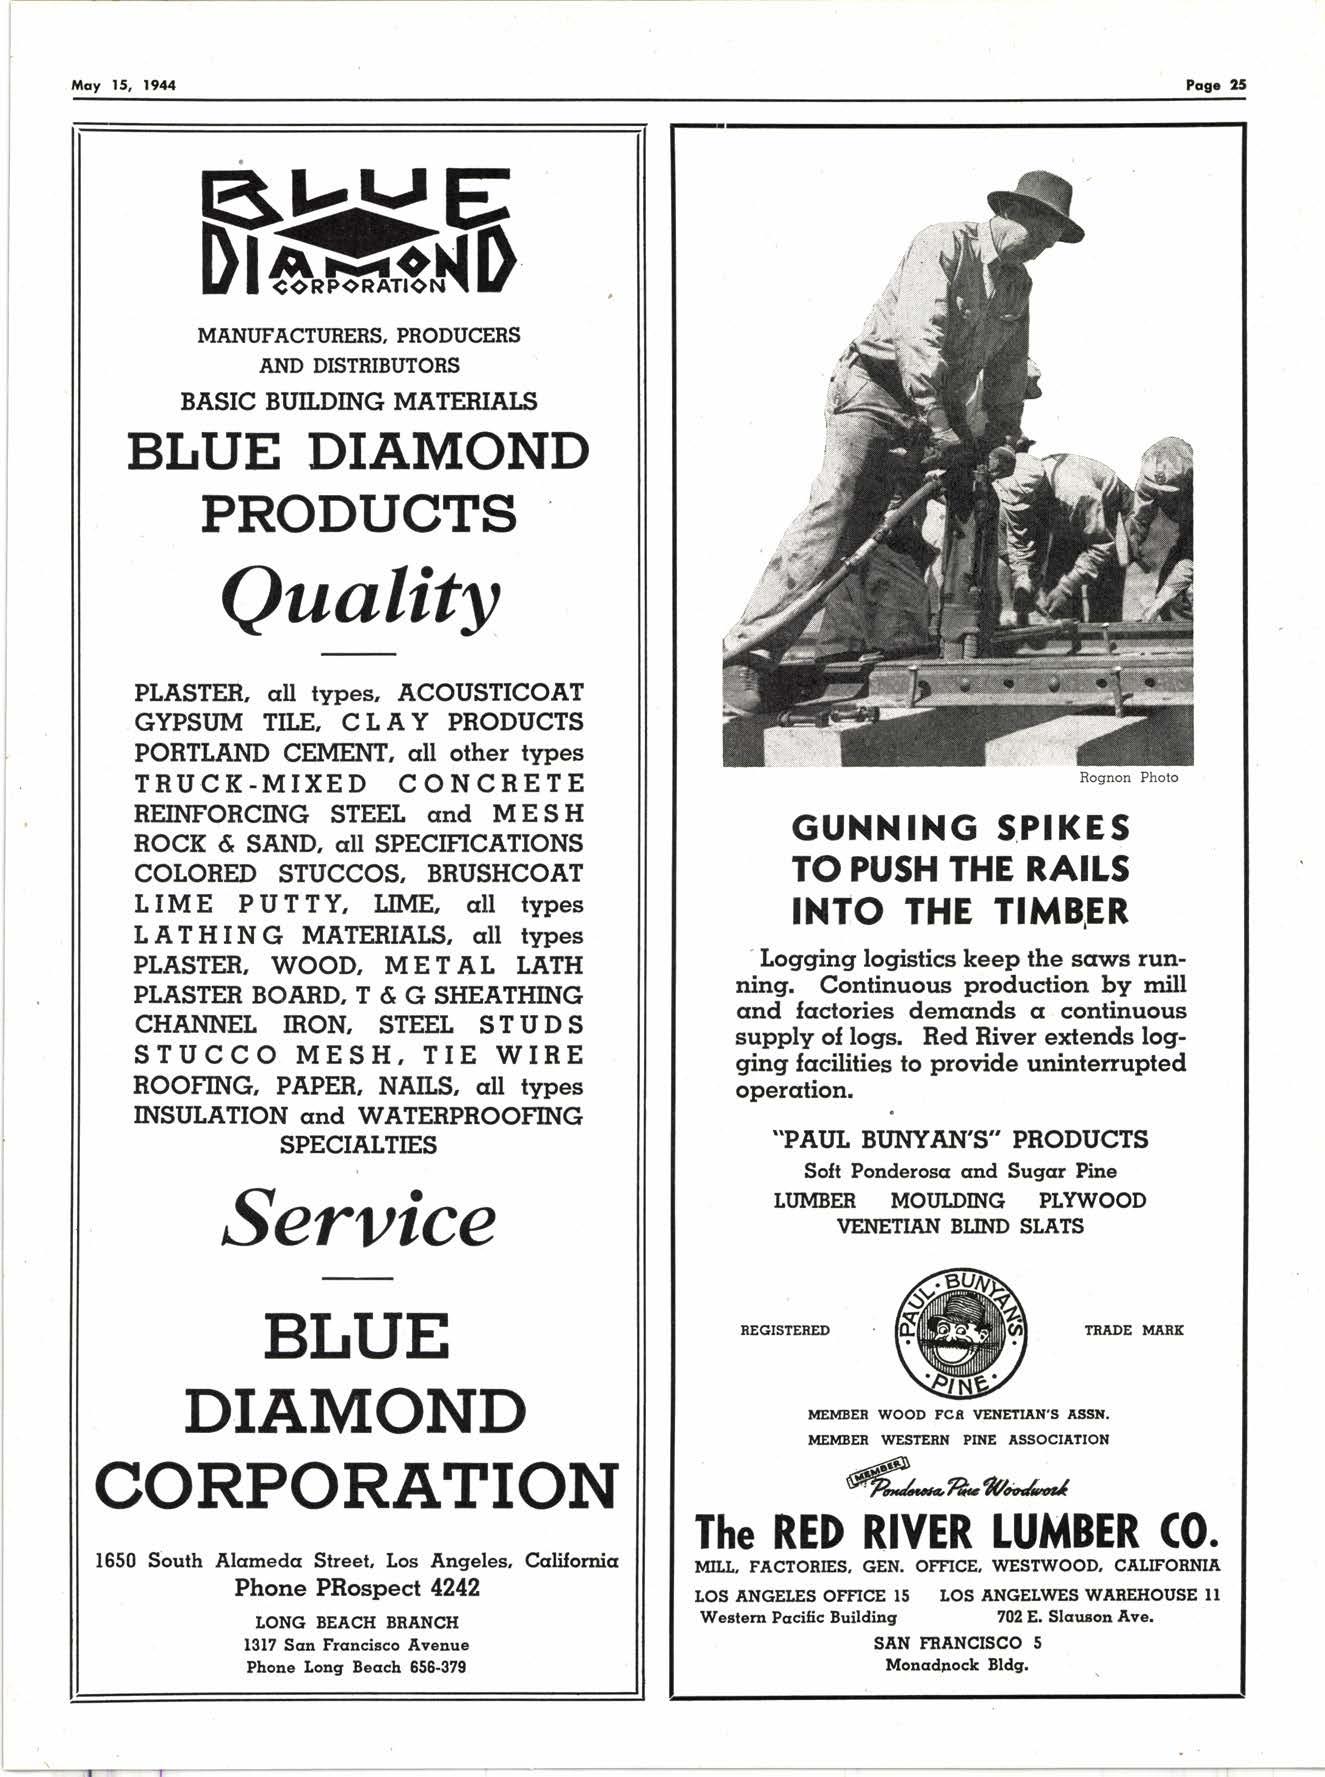 May 15, 1944
Page 25
BLUE
DIAMOND
CORPORATION
MANUFACTURERS, PRODUCERS
AND DISTRIBUTORS
BASIC BUILDING MATERIALS
BLUE DIAMOND
PRODUCTS
Quality
PLASTER, all types, ACOUSTICOAT
GYPSUM TILE, CLAY PRODUCTS
PORTLAND CEMENT, all other types
TRUCK-MIXED CONCRETE
REINFORCING STEEL and MESH
ROCK & SAND, all SPECIFICATIONS
COLORED STUCCOS, BRUSHCOAT
LIME PUTTY, LIME, all types
LATHING MATERIALS, all types
PLASTER, WOOD, METAL LATH
PLASTER BOARD, T & G SHEATHING
CHANNEL IRON, STEEL STUDS
STUCCO MESH, TIE WIRE
ROOFING, PAPER, NAILS, all types
INSULATION and WATERPROOFING
SPECIALTIES
Service
BLUE
DIAMOND
CORPORATION
1650 South Alameda Street, Los Angeles, California
Phone PRospect 4242
LONG BEACH BRANCH
1317 San Francisco Avenue
Phone Long Beach 656-379
Rognon Photo
GUNNING SPIKES
TO PUSH THE RAILS
INTO THE TIMBER
Logging logistics keep the saws run-
ning. Continuous production by mill
and factories demands a continuous
supply of logs. Red River extends log-
ging facilities to provide uninterrupted
operation.
"PAUL BUNYAN'S" PRODUCTS
Soft Ponderosa and Sugar Pine
LUMBER MOULDING PLYWOOD
VENETIAN BLIND SLATS
REGISTERED
PAUL BUNYAN'S
PINE
TRADE MARK
MEMBER WOOD FOR VENETIAN'S ASSN.
MEMBER WESTERN PINE ASSOCIATION
MEMBER
Ponderosa Pine Woodwork
The RED RIVER LUMBER CO.
MILL, FACTORIES, GEN. OFFICE, WESTWOOD, CALIFORNIA
LOS ANGELES OFFICE 15 LOS ANGELWES WAREHOUSE 11
Western Pacific Building 702 E. Slauson Ave.
SAN FRANCISCO 5
Monadnock Bldg.